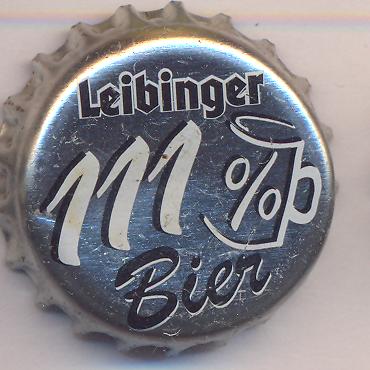 Leibinger
111 %
Bier